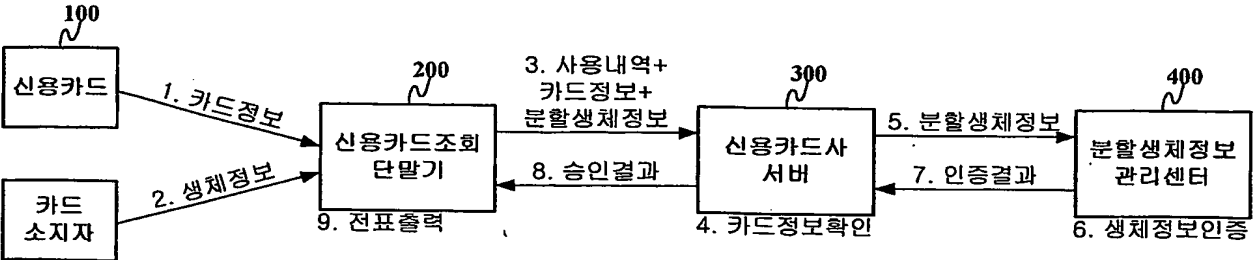 100
신용카드
1. 카드정보
카드
소지자
2. 생체정보
200
신용카드조회
단말기
9. 전표출력
3. 사용내역+
카드정보+
분할생체정보
8. 승인결과
300
신용카드사
서버
4. 카드정보확인
5. 분할생체정보
7. 인증결과
400
분할생체정보
관리센터
6. 생체정보인증